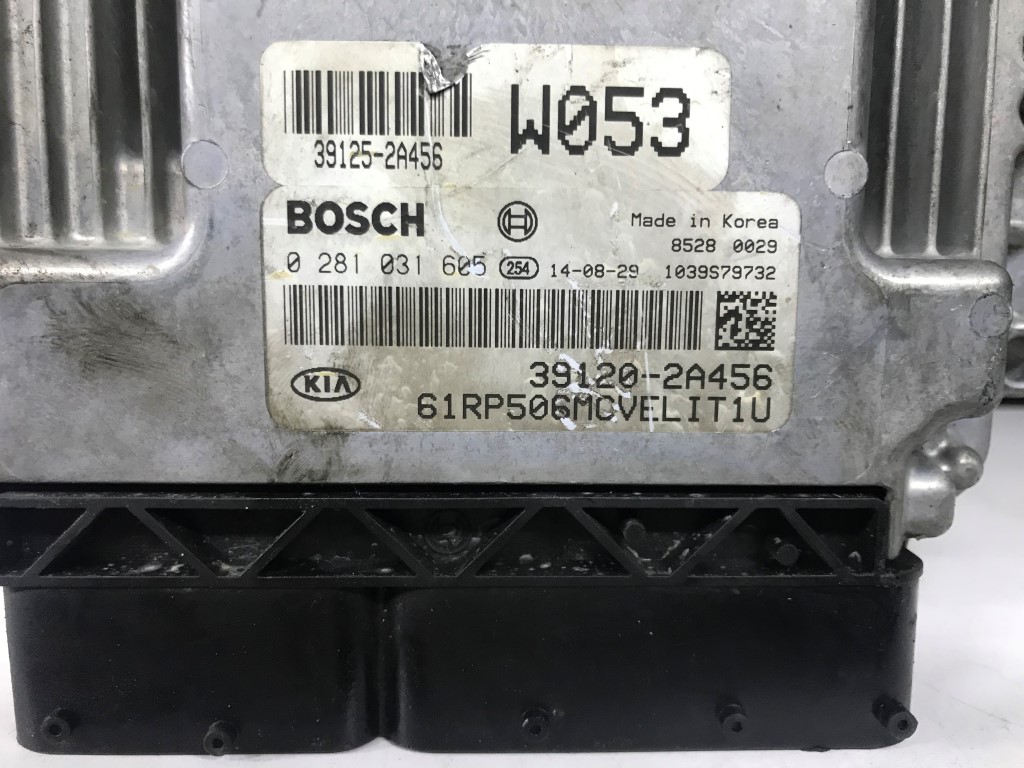 W053
39125-2A456
BOSCH
Made in Korea
8528 0029
0 281 031 605 254 14-08-29 1039S79732
39120-2A456
KIA
61RP506MCVELIT1U